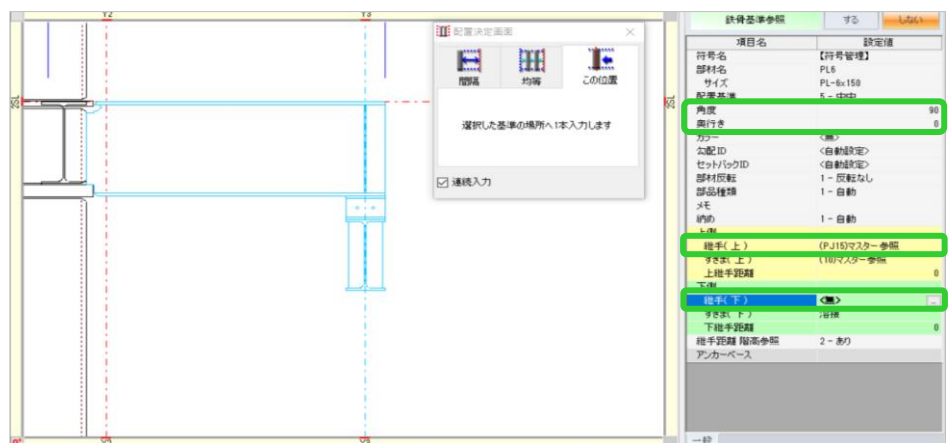 Y2
Y3
2SL
2SL
配置決定画面
間隔
均等
この位置
選択した基準の場所へ1本入力します
連続入力
鉄骨基準参照 する しない
項目名 設定値
符号名 【符号管理】
部材名 PL6
サイズ PL-6x150
配置基準 5 - 中中
角度 90
奥行き 0
カラー <無>
勾配ID <自動設定>
セットバックID <自動設定>
部材反転 1 - 反転なし
部品種類 1 - 自動
メモ
納め 1 - 自動
上側
継手(上) (PJ15)マスター参照
すきま(上) (10)マスター参照
上継手距離 0
下側
継手(下) <無> ...
すきま(下) 溶接
下継手距離 0
継手距離 階高参照 2 - あり
アンカーベース
一般